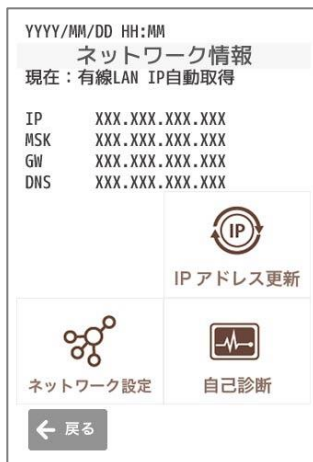 YYYY/MM/DD HH:MM
ネットワーク情報
現在：有線LAN IP自動取得
IP XXX.XXX.XXX.XXX
MSK XXX.XXX.XXX.XXX
GW XXX.XXX.XXX.XXX
DNS XXX.XXX.XXX.XXX
IP
IP アドレス更新
ネットワーク設定 自己診断
戻る